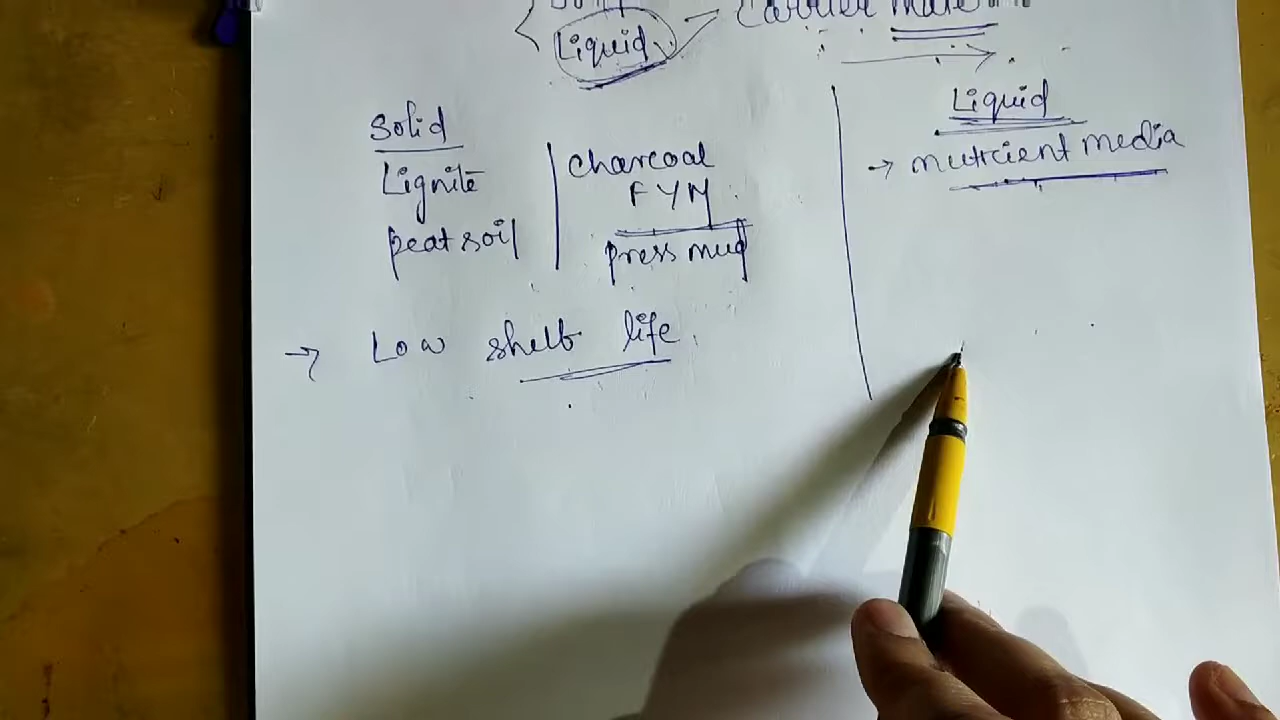 Liquid
Carrier
Solid
Lignite
peat soil
charcoal
FYM
press mud
→ Low shelf life
Liquid
→ nutrient media